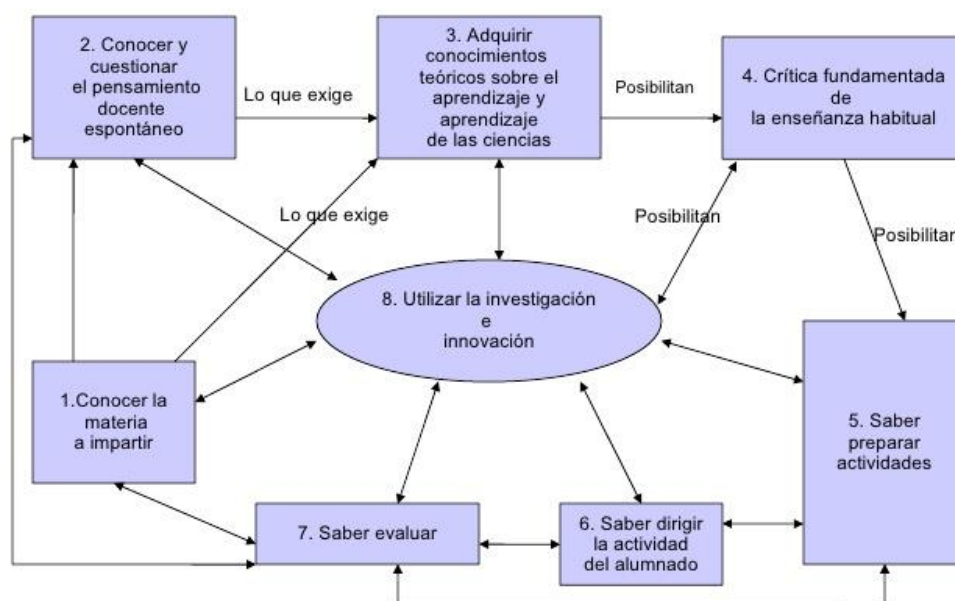 2. Conocer y
cuestionar
el pensamiento
docente
espontáneo
Lo que exige
3. Adquirir
conocimientos
teóricos sobre el
aprendizaje y
aprendizaje
de las ciencias
Posibilitan
4. Crítica fundamentada
de
la enseñanza habitual
Lo que exige
Posibilitan
Posibilitan
8. Utilizar la investigación
e
innovación
1.Conocer la
materia
a impartir
5. Saber
preparar
actividades
7. Saber evaluar
6. Saber dirigir
la actividad
del alumnado